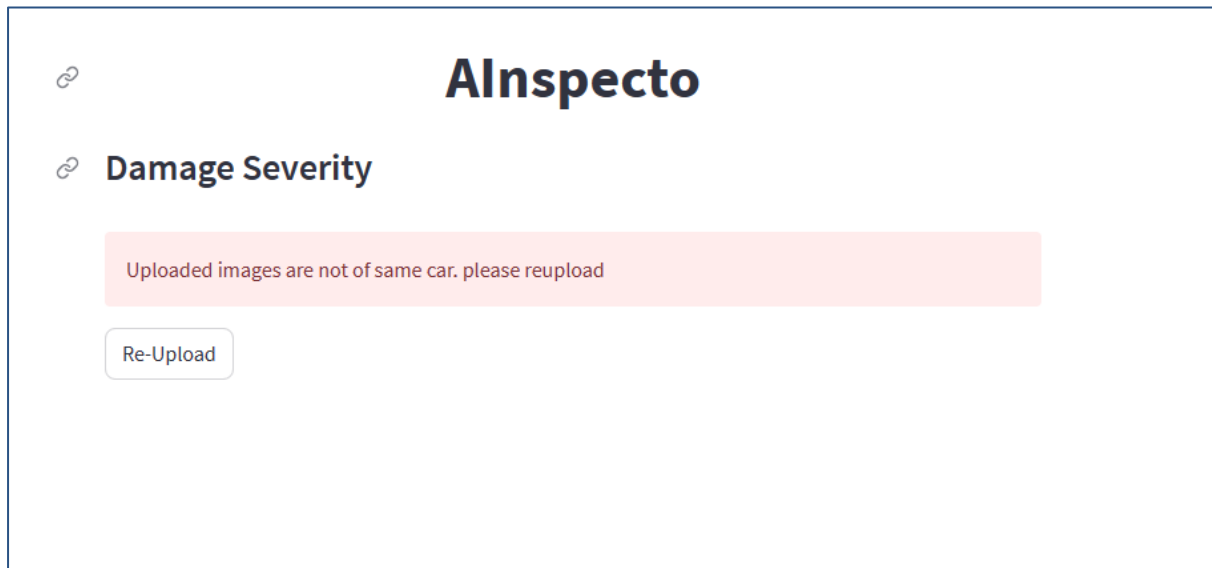 AInspecto
Damage Severity
Uploaded images are not of same car. please reupload
Re-Upload